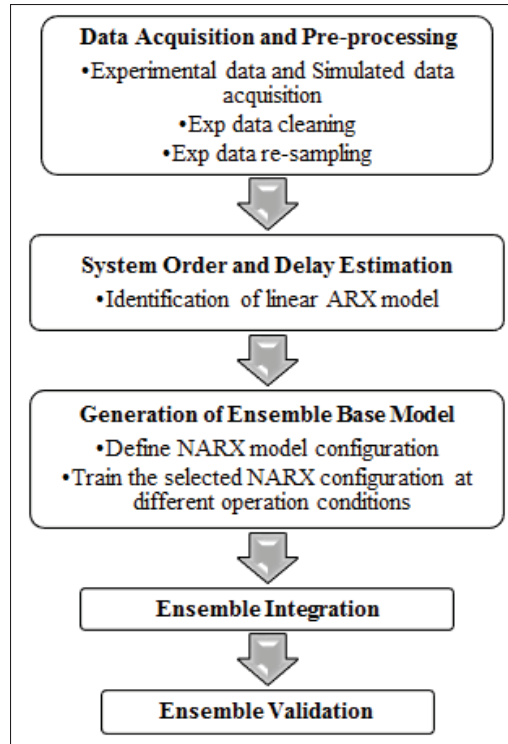 Data Acquisition and Pre-processing
•Experimental data and Simulated data
acquisition
•Exp data cleaning
•Exp data re-sampling
System Order and Delay Estimation
•Identification of linear ARX model
Generation of Ensemble Base Model
•Define NARX model configuration
•Train the selected NARX configuration at
different operation conditions
Ensemble Integration
Ensemble Validation